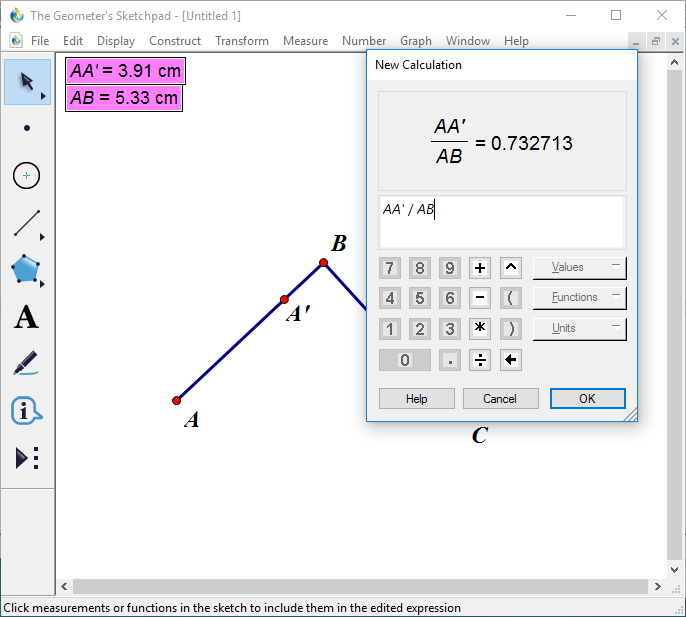 The Geometer's Sketchpad - [Untitled 1]
File Edit Display Construct Transform Measure Number Graph Window Help
AA' = 3.91 cm
AB = 5.33 cm
New Calculation
AA'
AB
= 0.732713
AA' / AB
7 8 9 + ^ Values
4 5 6 - ( Functions
1 2 3 * ) Units
0 . ÷ ←
Help Cancel OK
B
A'
A
C
A
i
Click measurements or functions in the sketch to include them in the edited expression